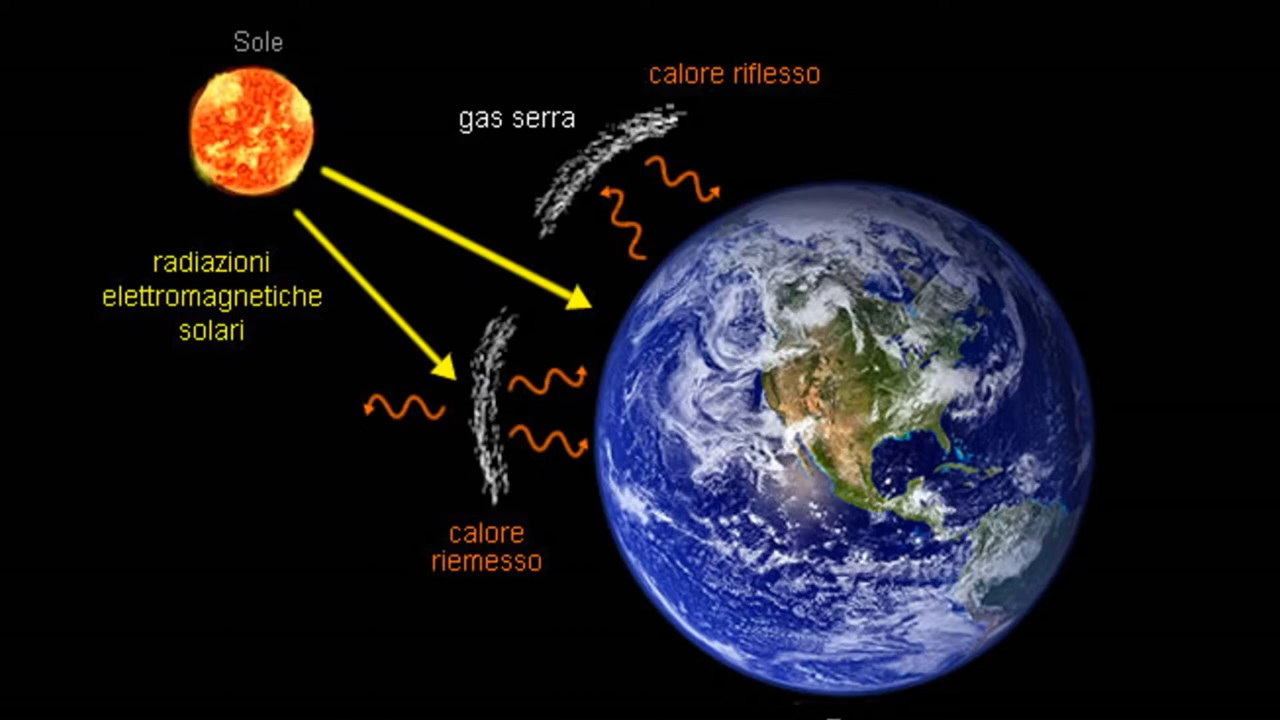 Sole
calore riflesso
gas serra
radiazioni
elettromagnetiche
solari
calore
riemesso